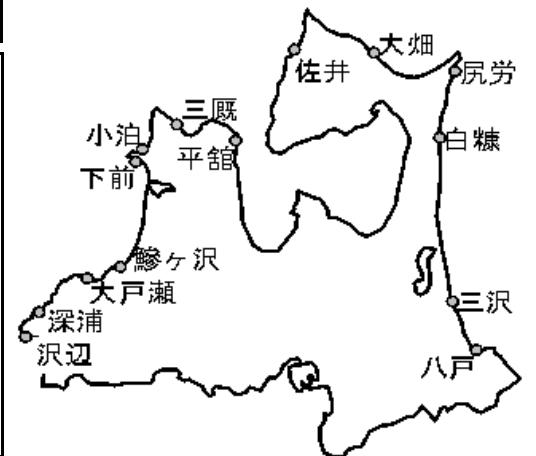 大畑
佐井
尻労
三厩
小泊
平舘
白糠
下前
鰺ヶ沢
大戸瀬
三沢
深浦
沢辺
八戸